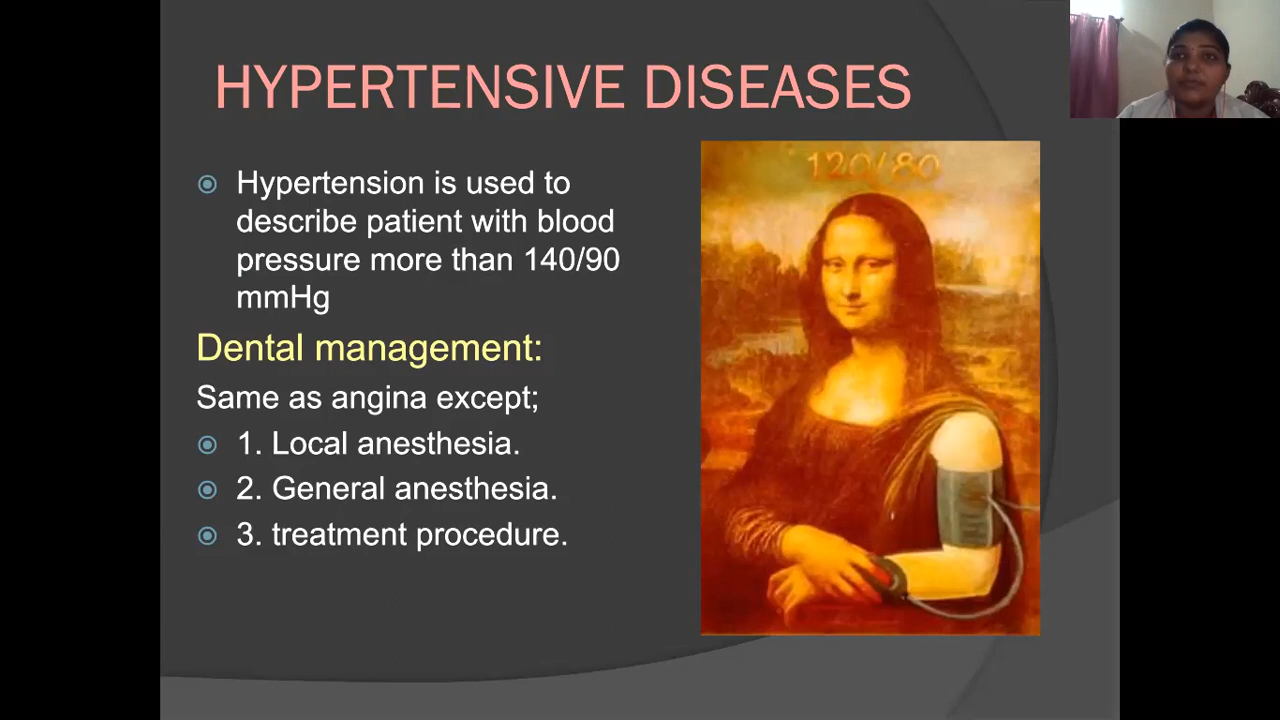 HYPERTENSIVE DISEASES
Hypertension is used to
describe patient with blood
pressure more than 140/90
mmHg
Dental management:
Same as angina except;
1. Local anesthesia.
2. General anesthesia.
3. treatment procedure.
120/80